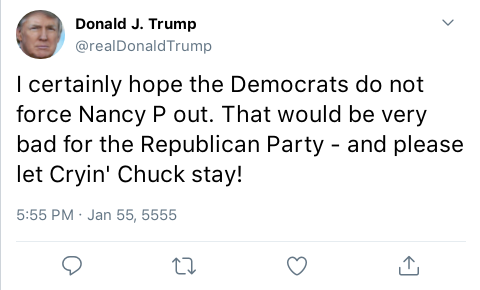 Donald J. Trump
@realDonaldTrump
I certainly hope the Democrats do not
force Nancy P out. That would be very
bad for the Republican Party - and please
let Cryin' Chuck stay!
5:55 PM · Jan 55, 5555